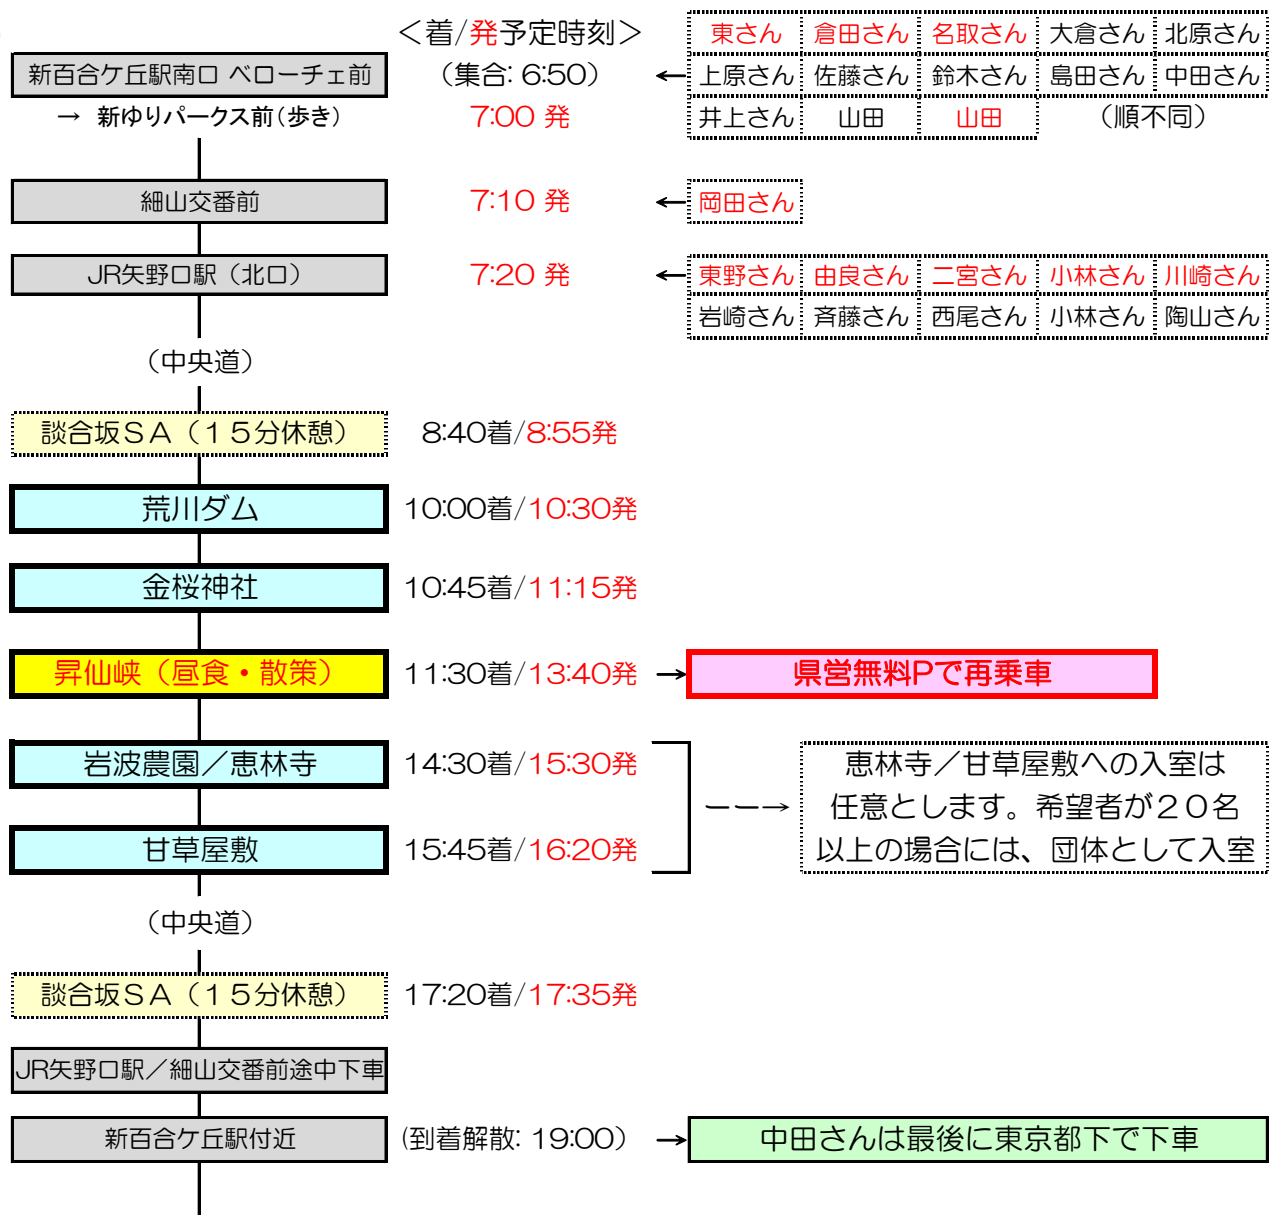 ＜着/発予定時刻＞
東さん 倉田さん 名取さん 大倉さん 北原さん
新百合ケ丘駅南口 ベローチェ前 （集合: 6:50） ← 上原さん 佐藤さん 鈴木さん 島田さん 中田さん
→ 新ゆりパークス前（歩き） 7:00 発 井上さん 山田 山田 （順不同）
細山交番前 7:10 発 ← 岡田さん
JR矢野口駅（北口） 7:20 発 ← 東野さん 由良さん 二宮さん 小林さん 川崎さん
岩崎さん 斉藤さん 西尾さん 小林さん 陶山さん
（中央道）
談合坂ＳＡ（１５分休憩） 8:40着/8:55発
荒川ダム 10:00着/10:30発
金桜神社 10:45着/11:15発
昇仙峡（昼食・散策） 11:30着/13:40発 → 県営無料Pで再乗車
岩波農園／恵林寺 14:30着/15:30発
恵林寺／甘草屋敷への入室は
ーー→ 任意とします。希望者が２０名
甘草屋敷 15:45着/16:20発 以上の場合には、団体として入室
（中央道）
談合坂ＳＡ（１５分休憩） 17:20着/17:35発
JR矢野口駅／細山交番前途中下車
新百合ケ丘駅付近 (到着解散: 19:00） → 中田さんは最後に東京都下で下車